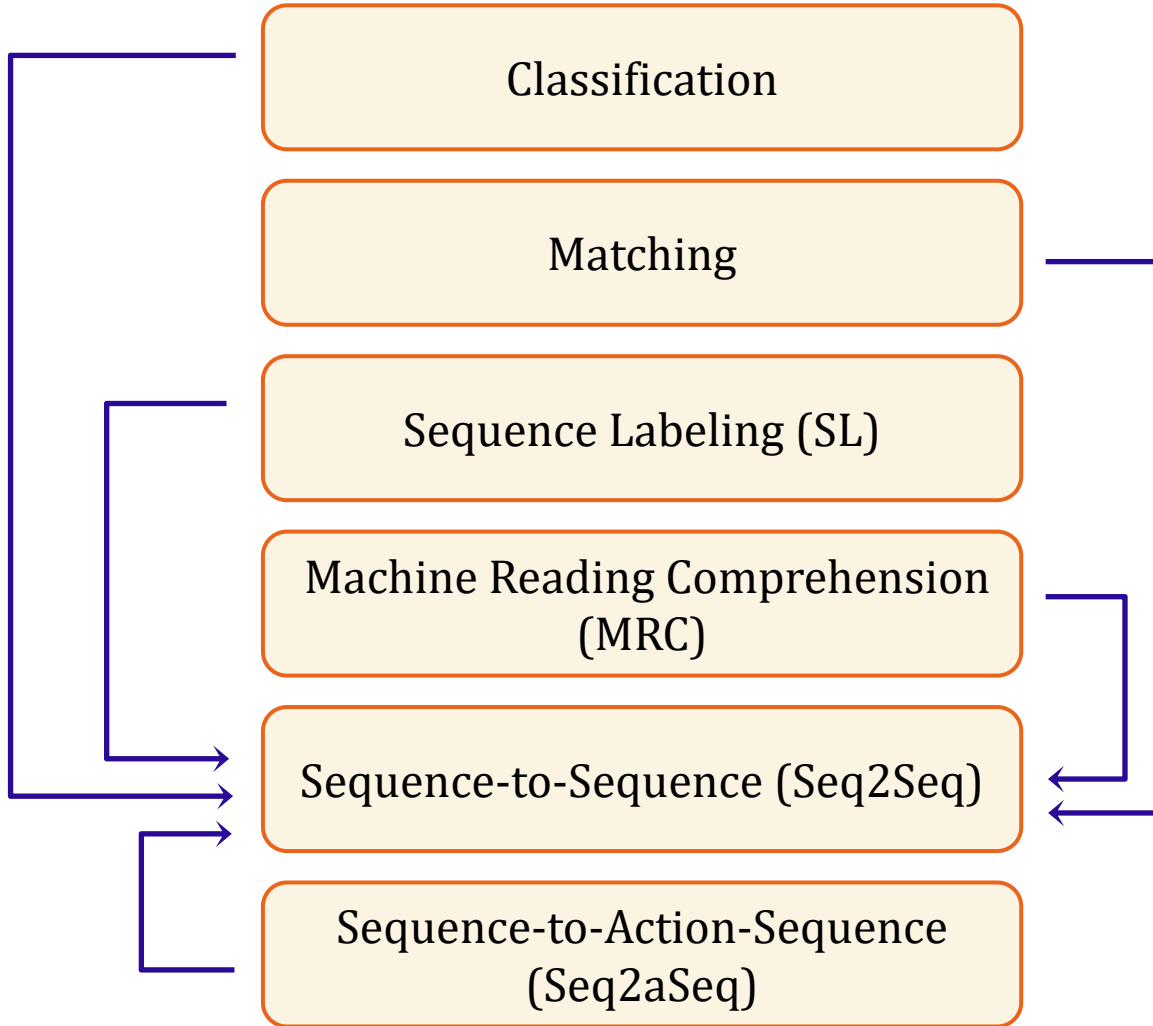 Classification
Matching
Sequence Labeling (SL)
Machine Reading Comprehension
(MRC)
Sequence-to-Sequence (Seq2Seq)
Sequence-to-Action-Sequence
(Seq2aSeq)